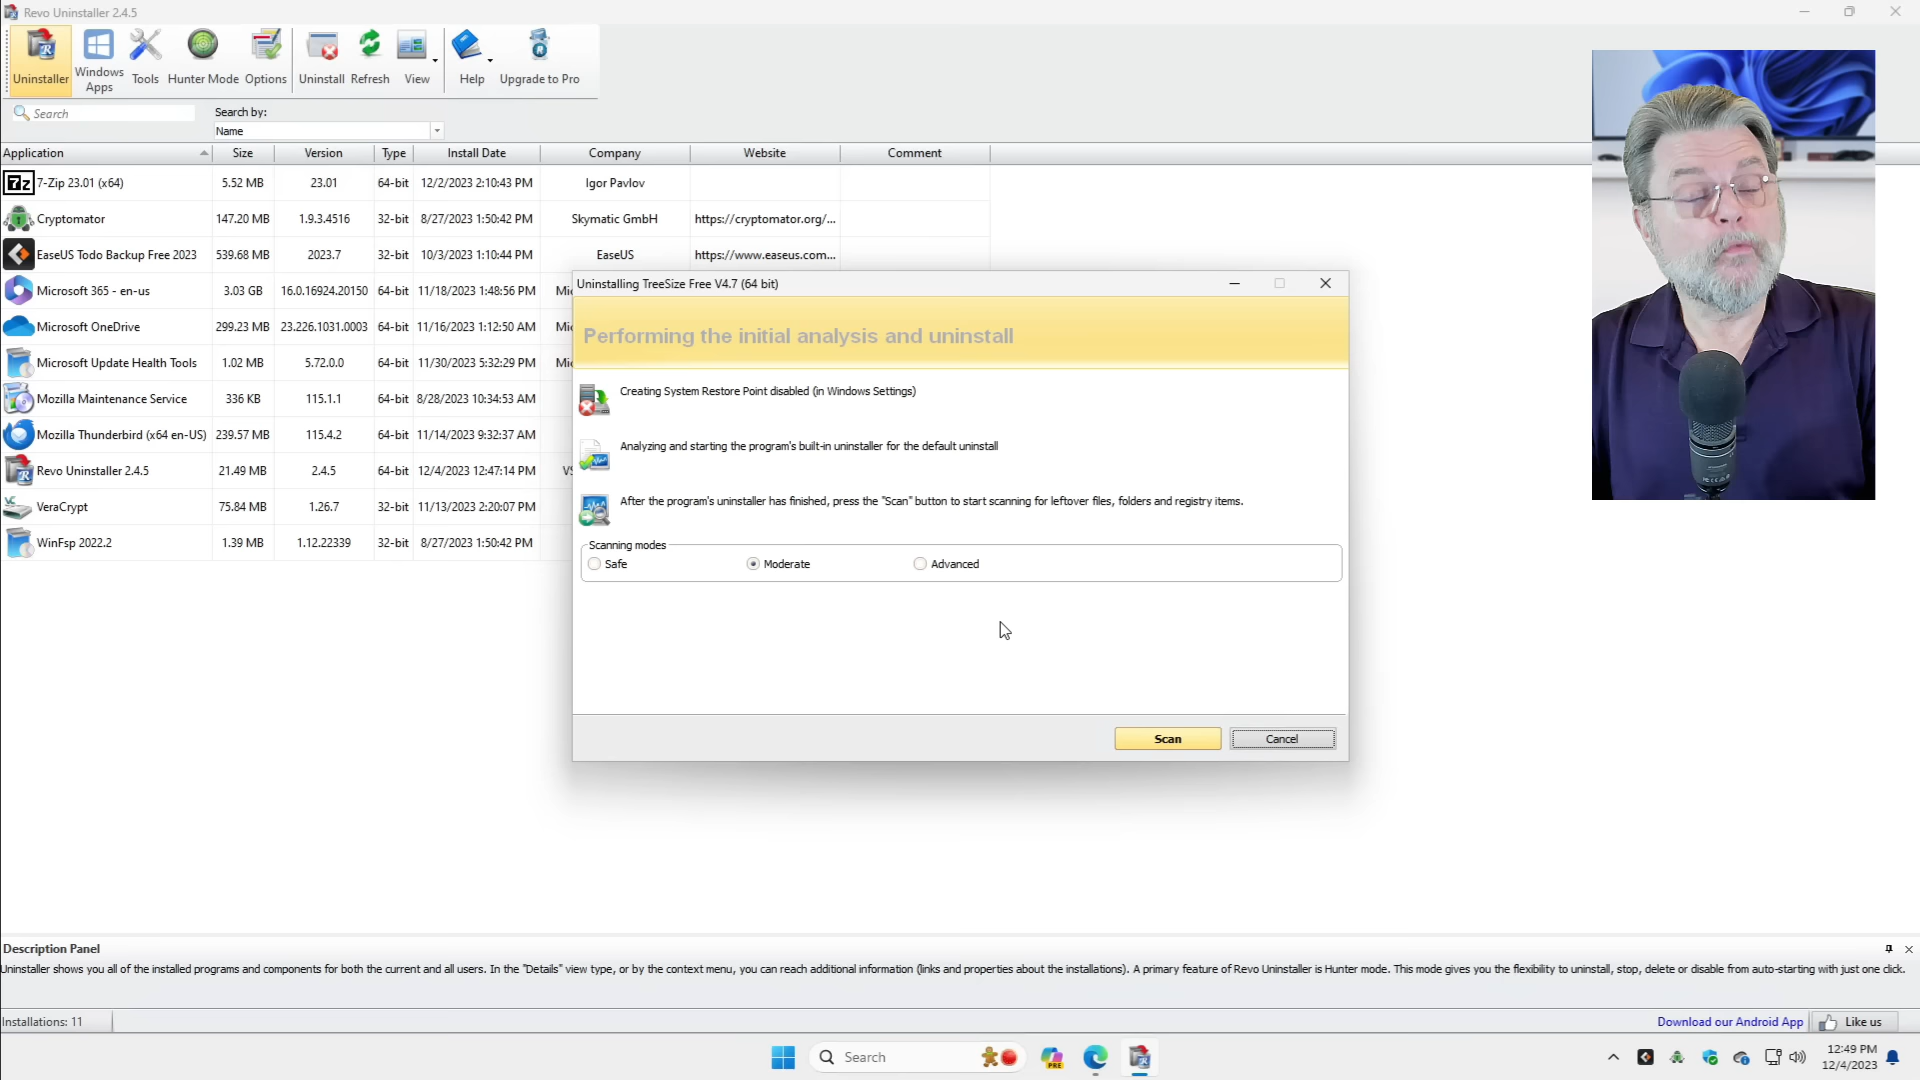 Revo Uninstaller 2.4.5
Uninstaller
Windows Apps
Tools
Hunter Mode
Options
Uninstall
Refresh
View
Help
Upgrade to Pro
Search
Search by:
Name
Application Size Version Type Install Date Company Website Comment
7-Zip 23.01 (x64) 5.52 MB 23.01 64-bit 12/2/2023 2:10:43 PM Igor Pavlov
Cryptomator 147.20 MB 1.9.3.4516 32-bit 8/27/2023 1:50:42 PM Skymatic GmbH https://cryptomator.org/...
EaseUS Todo Backup Free 2023 539.68 MB 2023.7 32-bit 10/3/2023 1:10:44 PM EaseUS https://www.easeus.com...
Microsoft 365 - en-us 3.03 GB 16.0.16924.20150 64-bit 11/18/2023 1:48:56 PM
Microsoft OneDrive 299.23 MB 23.226.1031.0003 64-bit 11/16/2023 1:12:50 AM
Microsoft Update Health Tools 1.02 MB 5.72.0.0 64-bit 11/30/2023 5:32:29 PM
Mozilla Maintenance Service 336 KB 115.1.1 64-bit 8/28/2023 10:34:53 AM
Mozilla Thunderbird (x64 en-US) 239.57 MB 115.4.2 64-bit 11/14/2023 9:32:37 AM
Revo Uninstaller 2.4.5 21.49 MB 2.4.5 64-bit 12/4/2023 12:47:14 PM
VeraCrypt 75.84 MB 1.26.7 32-bit 11/13/2023 2:20:07 PM
WinFsp 2022.2 1.39 MB 1.12.22339 32-bit 8/27/2023 1:50:42 PM
Uninstalling TreeSize Free V4.7 (64 bit)
Performing the initial analysis and uninstall
Creating System Restore Point disabled (in Windows Settings)
Analyzing and starting the program's built-in uninstaller for the default uninstall
After the program's uninstaller has finished, press the "Scan" button to start scanning for leftover files, folders and registry items.
Scanning modes
Safe Moderate Advanced
Scan Cancel
Description Panel
Uninstaller shows you all of the installed programs and components for both the current and all users. In the "Details" view type, or by the context menu, you can reach additional information (links and properties about the installations). A primary feature of Revo Uninstaller is Hunter mode. This mode gives you the flexibility to uninstall, stop, delete or disable from auto-starting with just one click.
Installations: 11
Download our Android App
Like us
Search
PRE
12:49 PM
12/4/2023